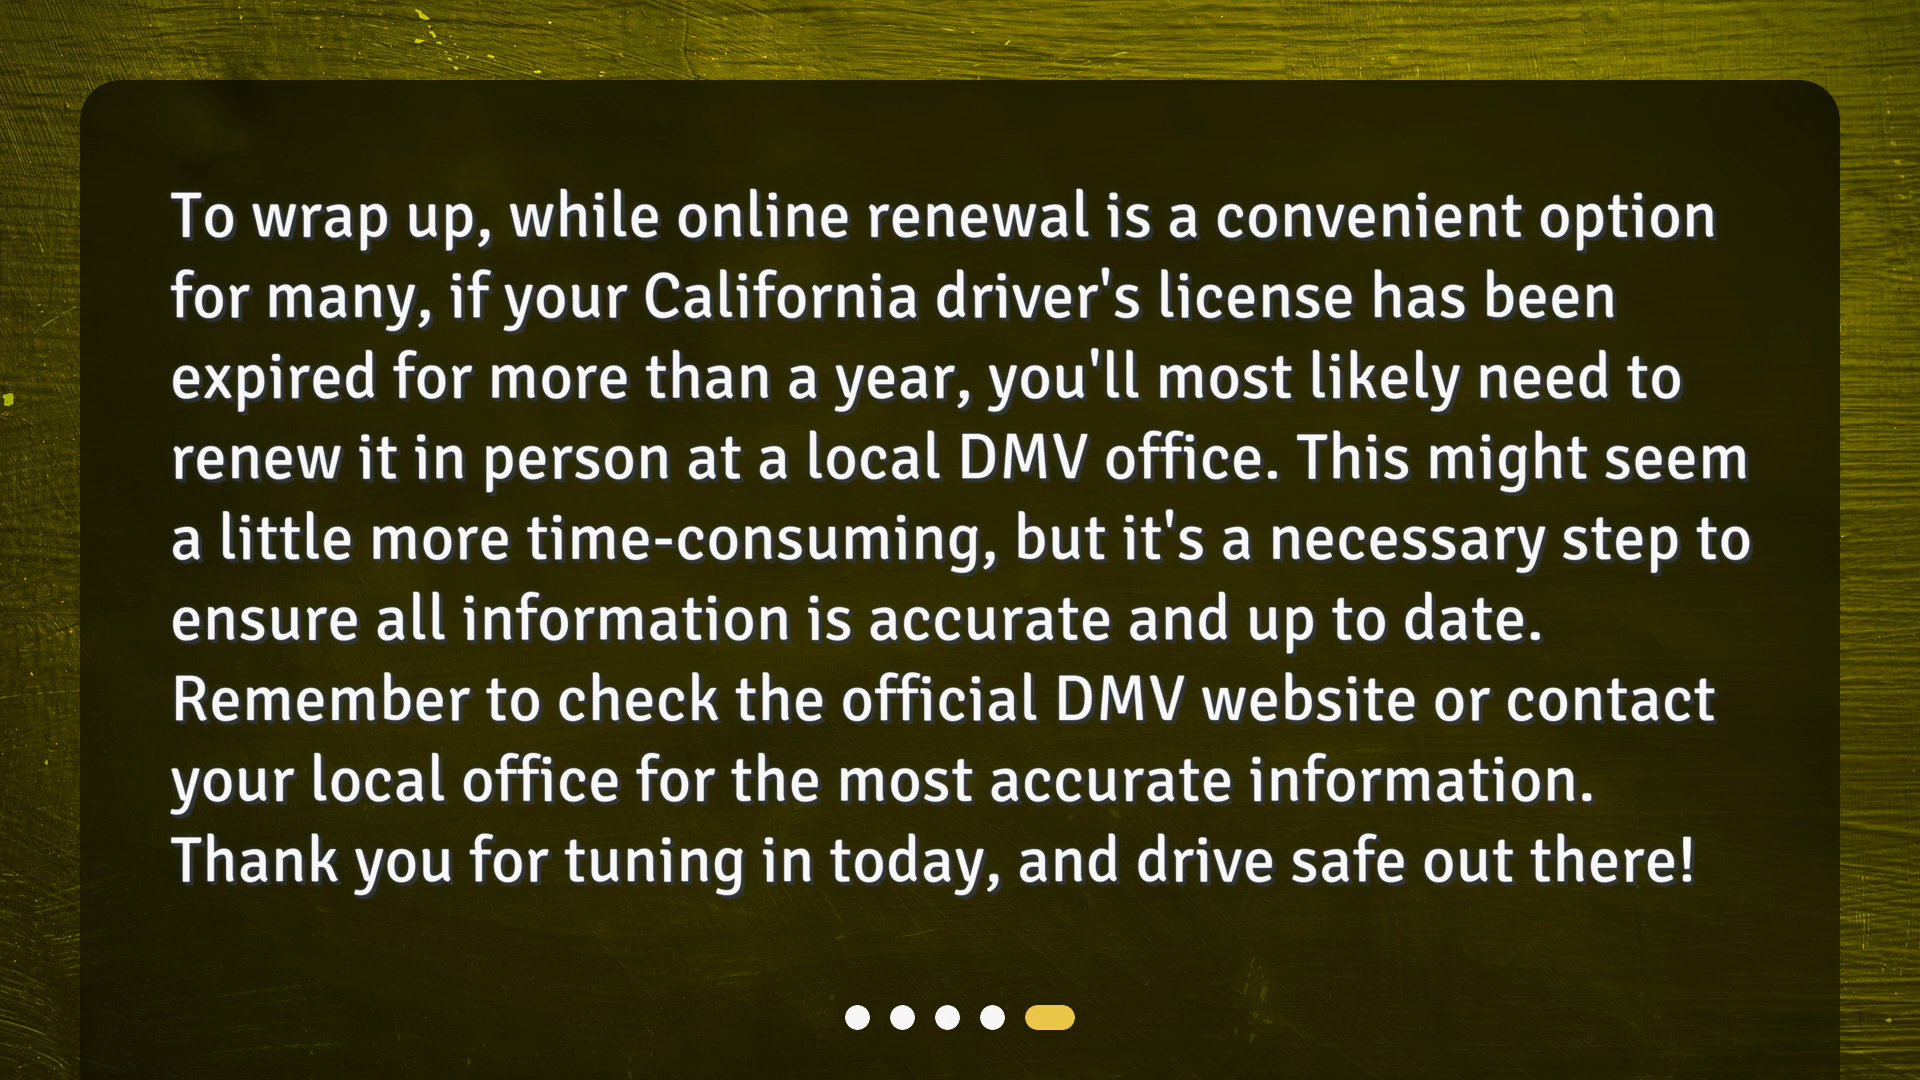 To wrap up, while online renewal is a convenient option
for many, if your California driver's license has been
expired for more than a year, you'll most likely need to
renew it in person at a local DMV office. This might seem
a little more time-consuming, but it's a necessary step to
ensure all information is accurate and up to date.
Remember to check the official DMV website or contact
your local office for the most accurate information.
Thank you for tuning in today, and drive safe out there!